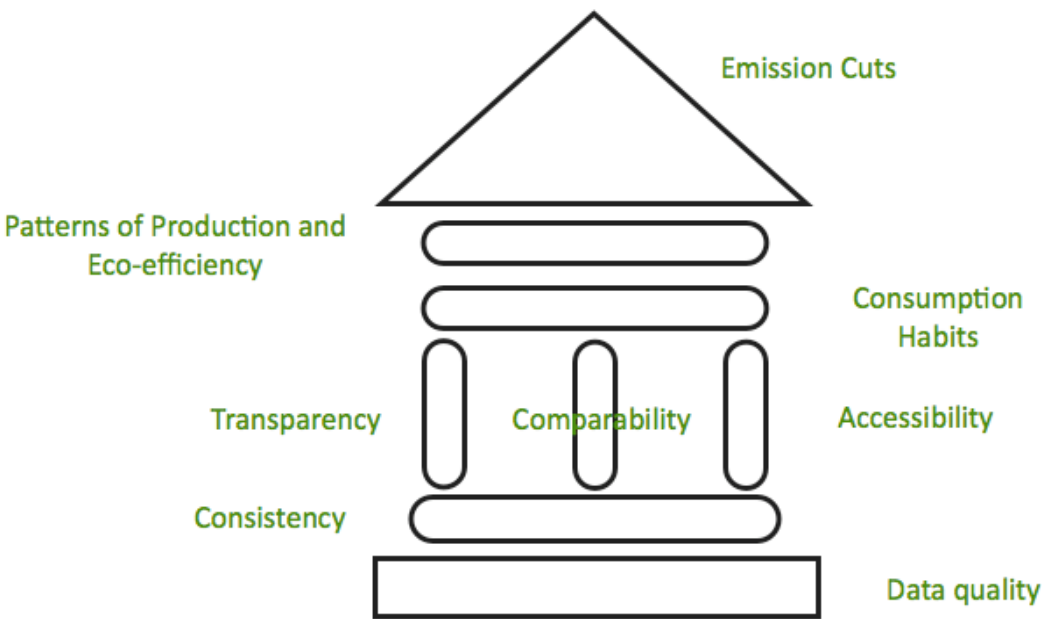 Emission Cuts
Patterns of Production and
Eco-efficiency
Consumption
Habits
Transparency
Comparability
Accessibility
Consistency
Data quality